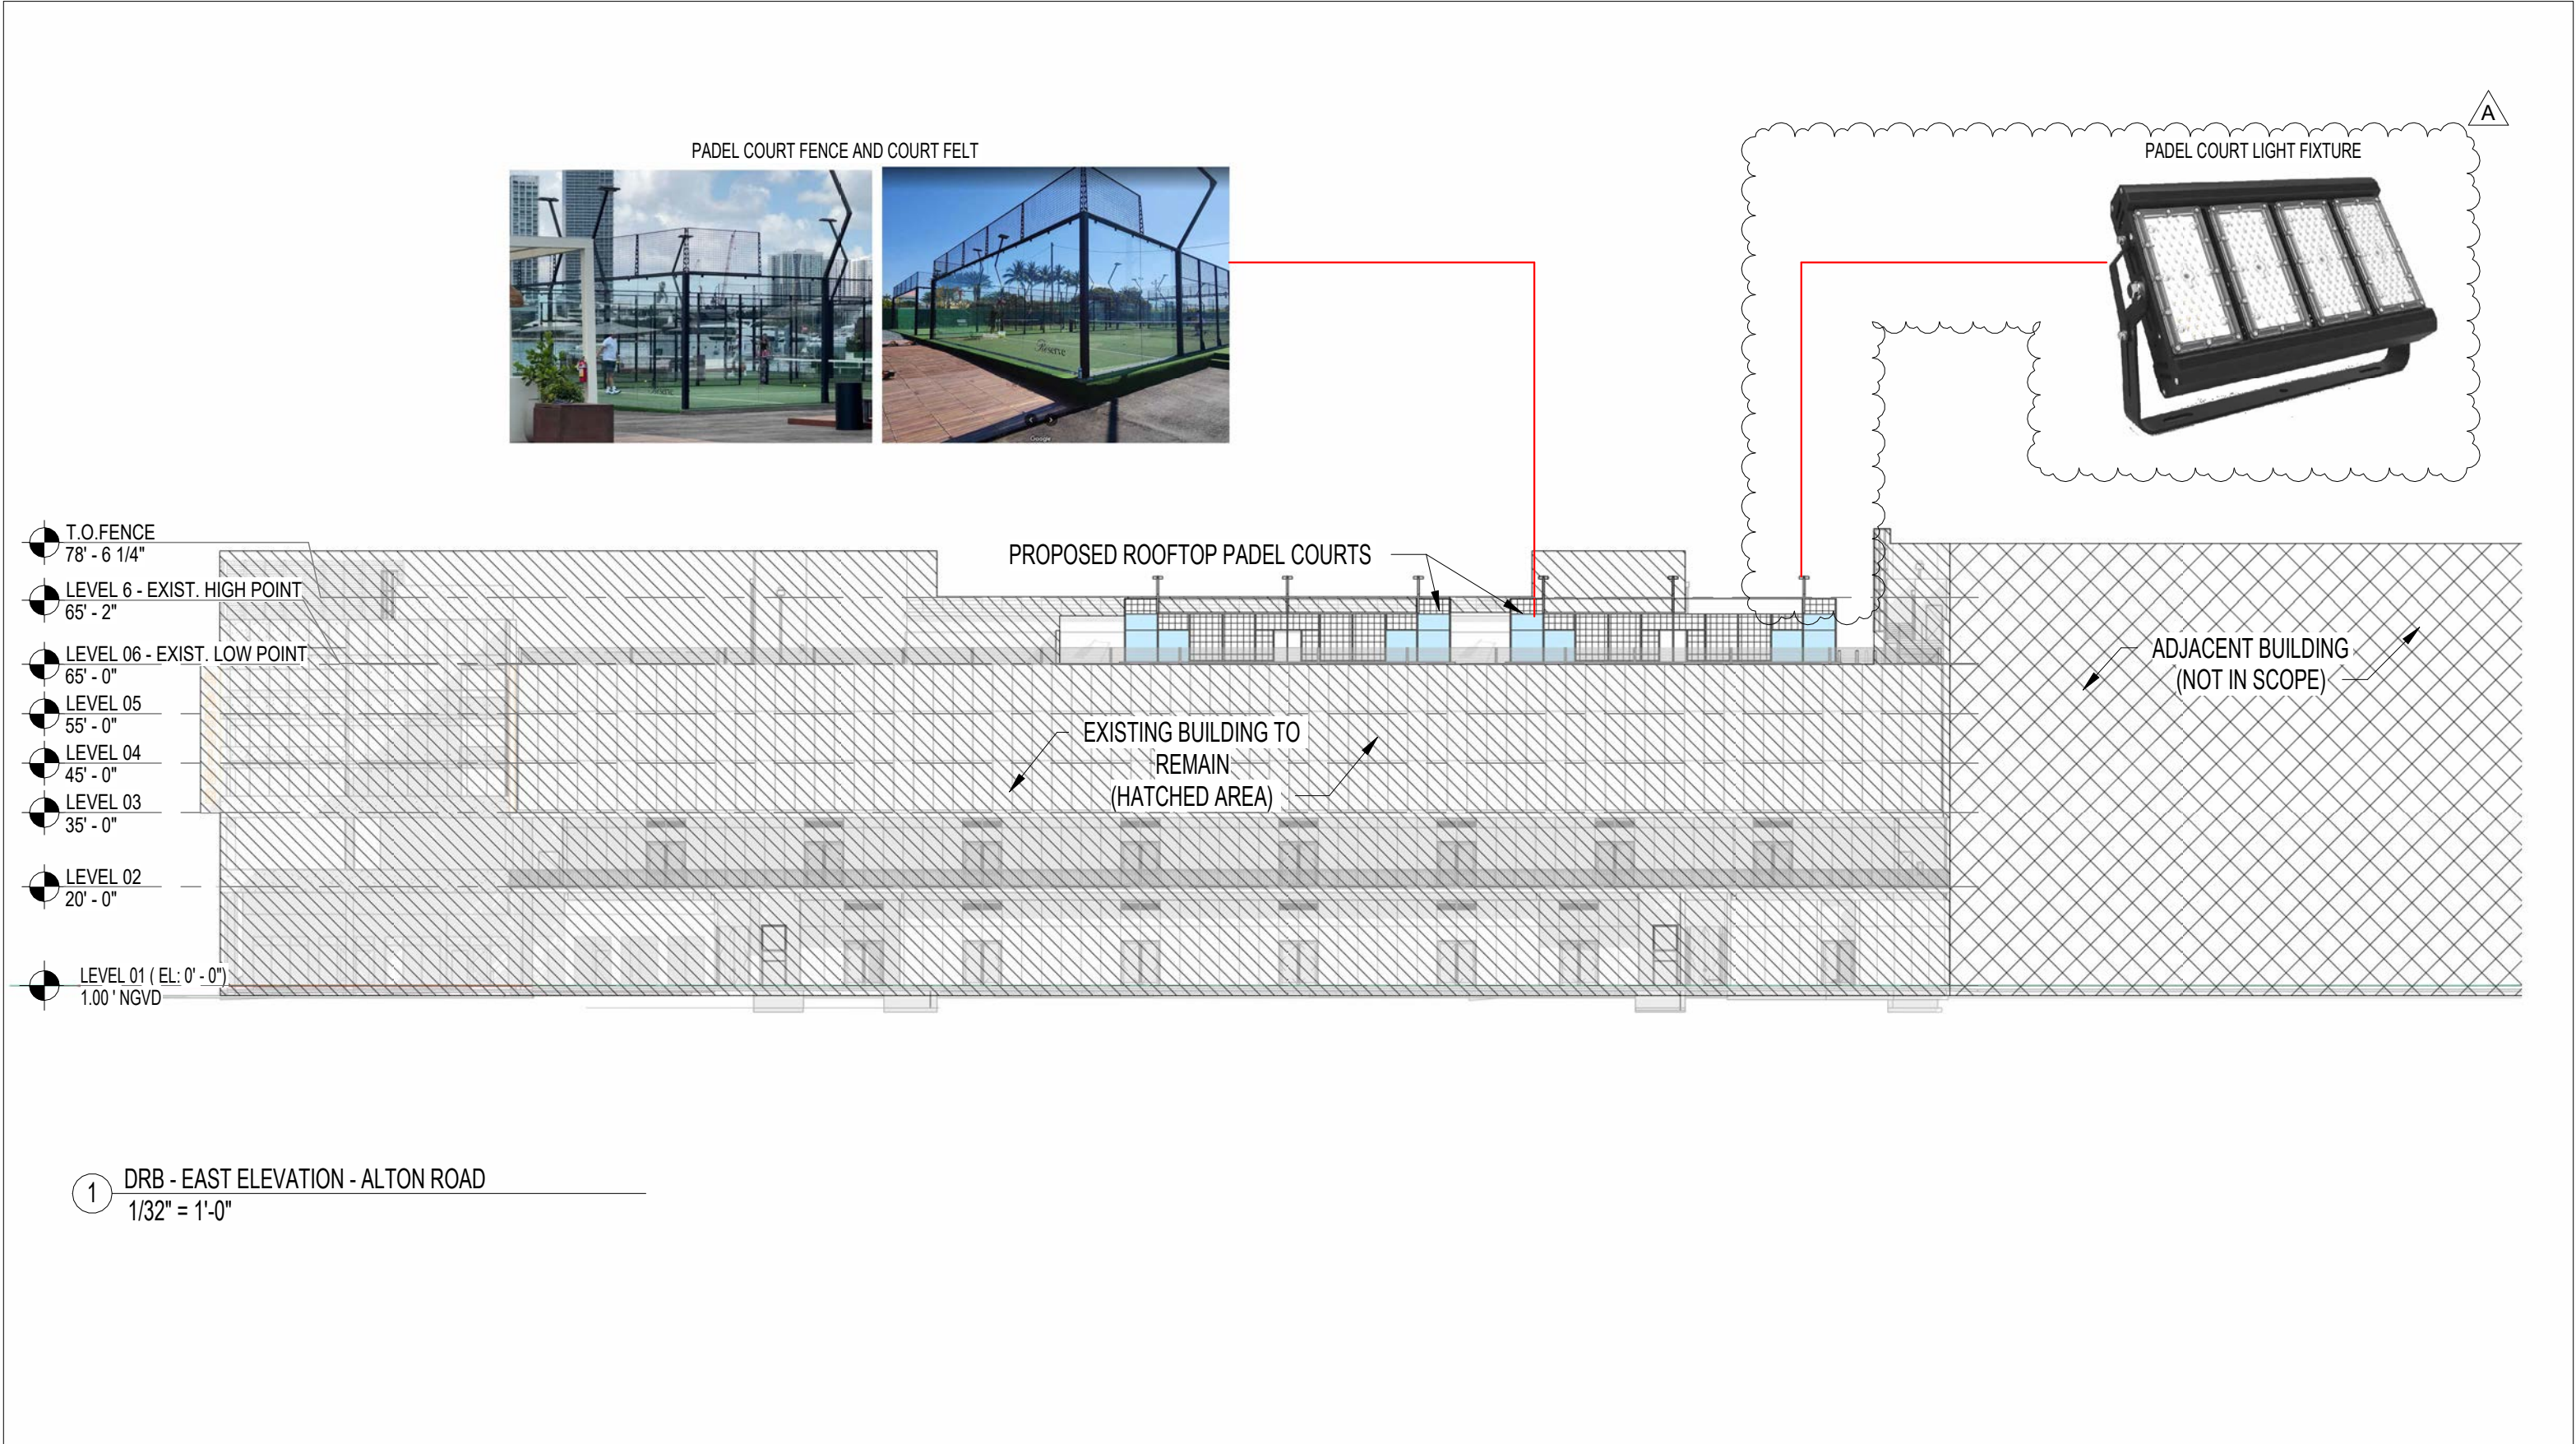 A
PADEL COURT FENCE AND COURT FELT
PADEL COURT LIGHT FIXTURE
Reserve
Google
T.O.FENCE
78' - 6 1/4"
PROPOSED ROOFTOP PADEL COURTS
LEVEL 6 - EXIST. HIGH POINT
65' - 2"
LEVEL 06 - EXIST. LOW POINT
65' - 0"
ADJACENT BUILDING
(NOT IN SCOPE)
LEVEL 05
55' - 0"
EXISTING BUILDING TO
REMAIN
(HATCHED AREA)
LEVEL 04
45' - 0"
LEVEL 03
35' - 0"
LEVEL 02
20' - 0"
LEVEL 01 ( EL: 0' - 0")
1.00 ' NGVD
1
DRB - EAST ELEVATION - ALTON ROAD
1/32" = 1'-0"